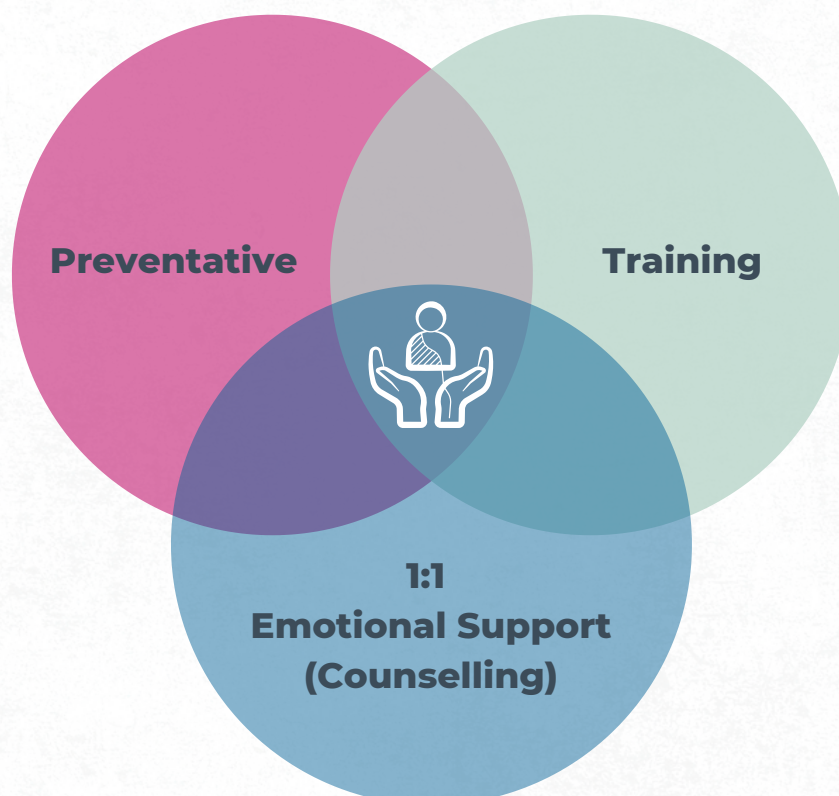 Preventative
Training
1:1
Emotional Support
(Counselling)